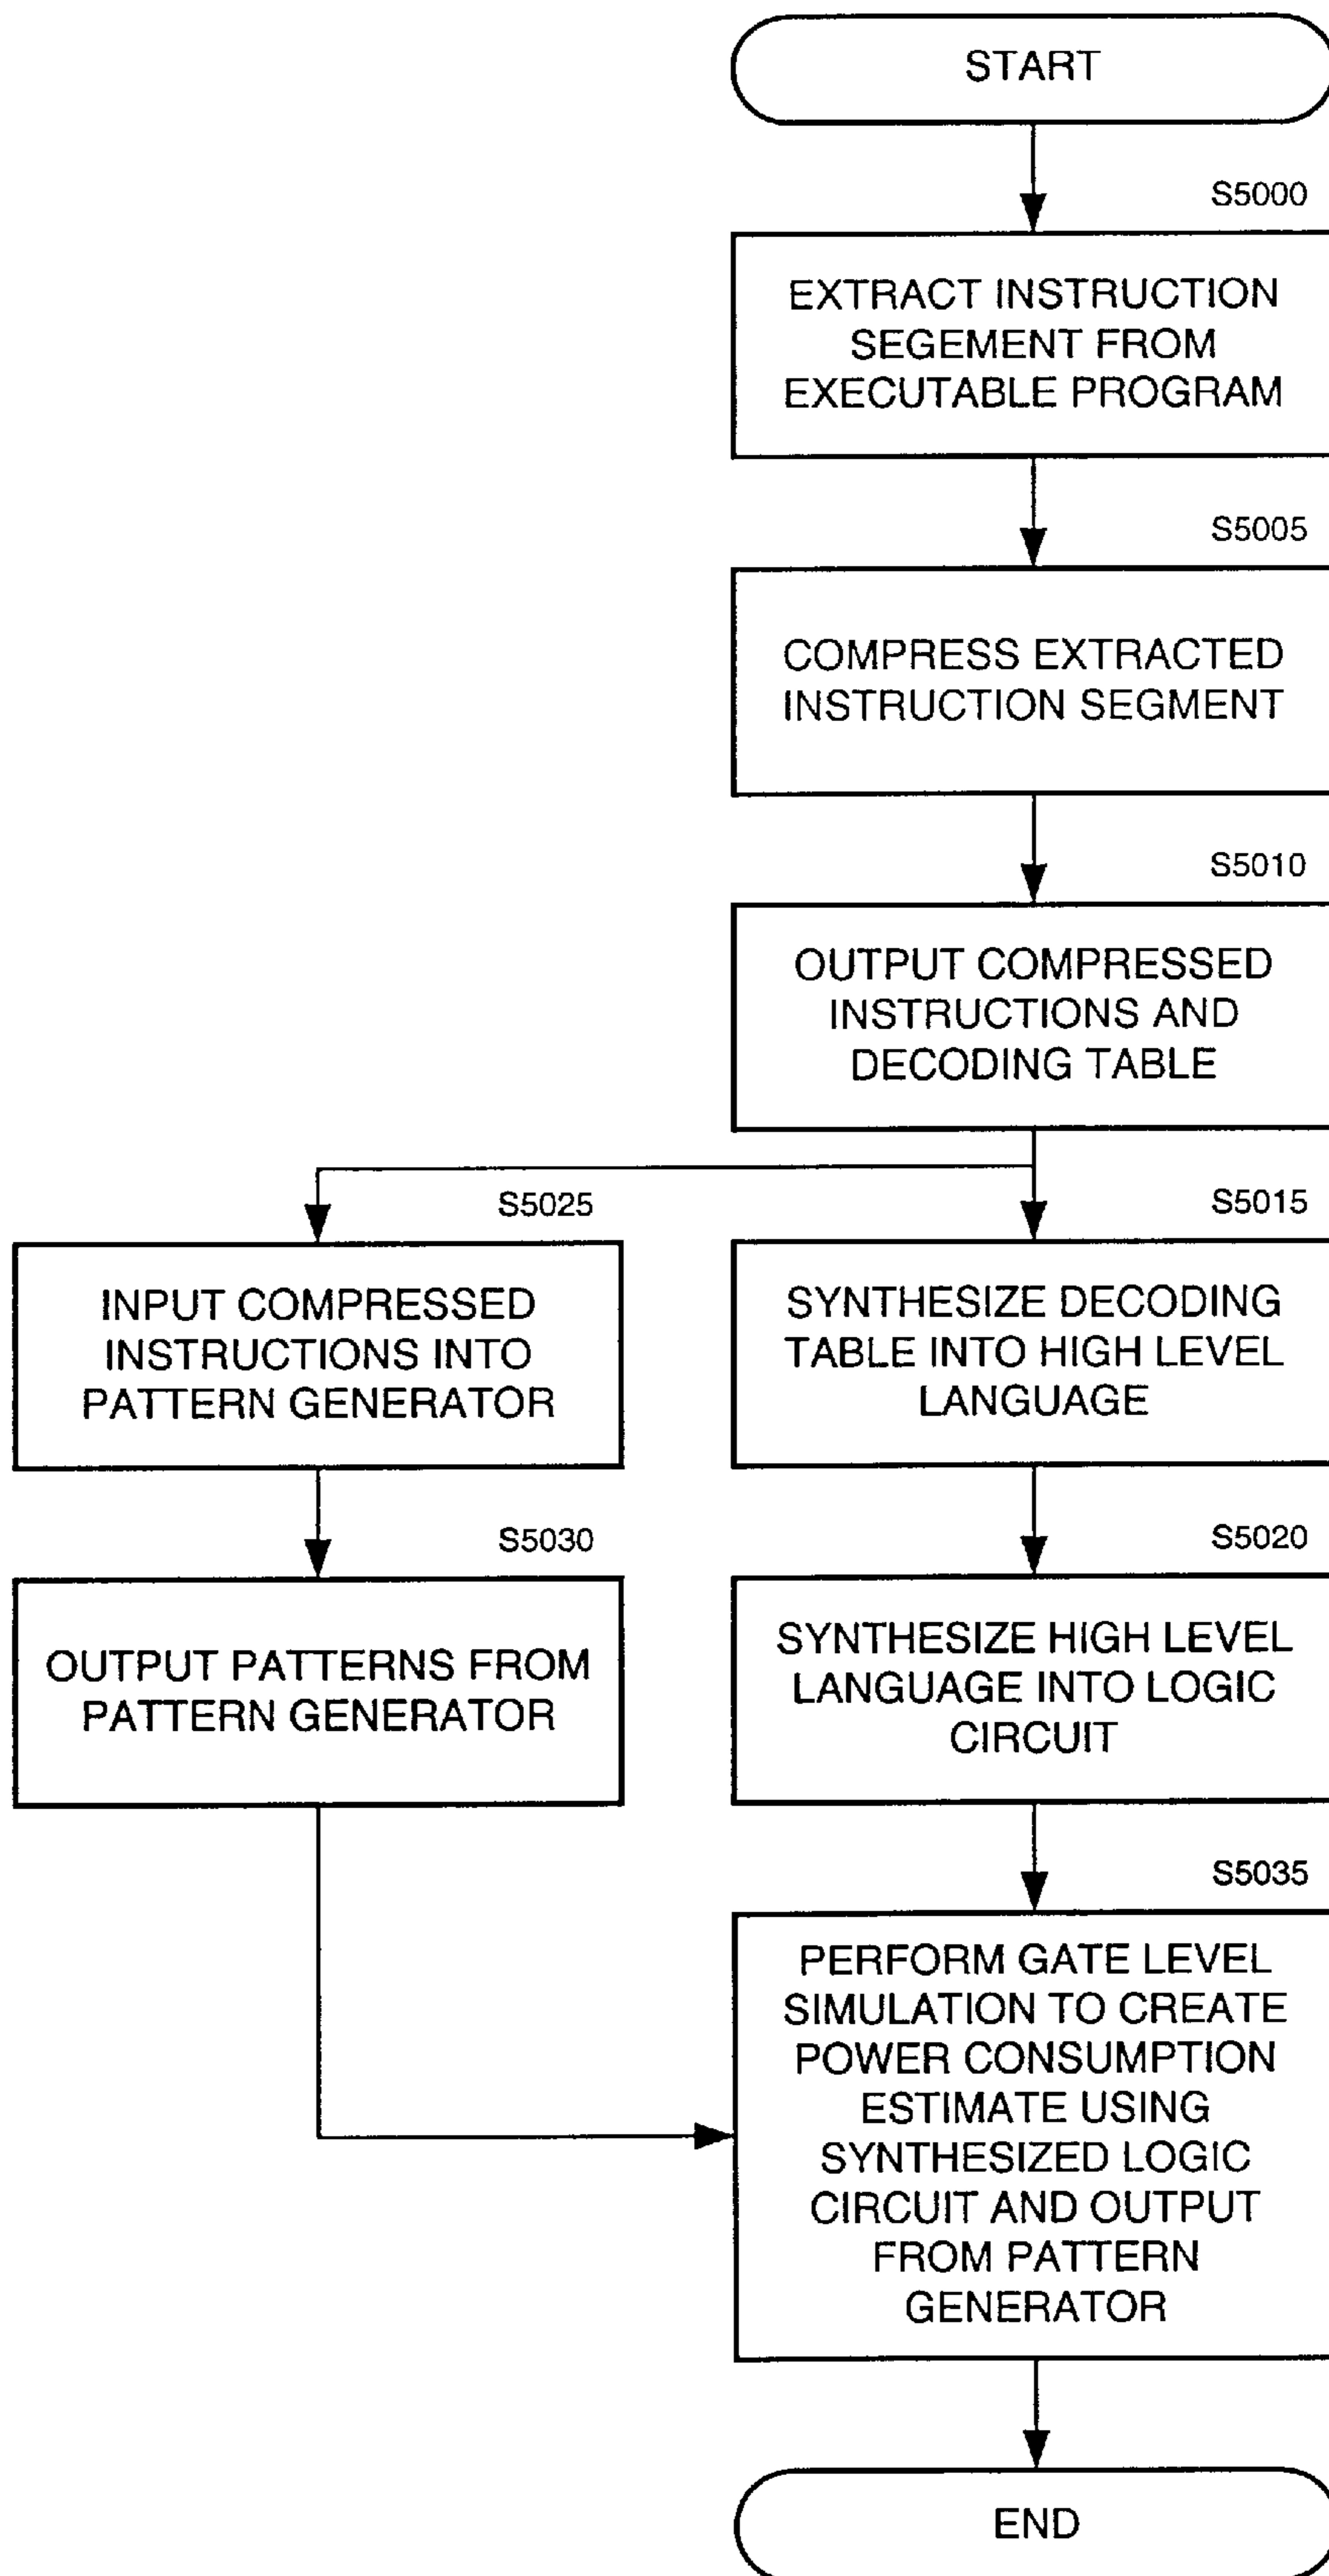 START
S5000
EXTRACT INSTRUCTION
SEGEMENT FROM
EXECUTABLE PROGRAM
S5005
COMPRESS EXTRACTED
INSTRUCTION SEGMENT
S5010
OUTPUT COMPRESSED
INSTRUCTIONS AND
DECODING TABLE
S5025
INPUT COMPRESSED
INSTRUCTIONS INTO
PATTERN GENERATOR
S5030
OUTPUT PATTERNS FROM
PATTERN GENERATOR
S5015
SYNTHESIZE DECODING
TABLE INTO HIGH LEVEL
LANGUAGE
S5020
SYNTHESIZE HIGH LEVEL
LANGUAGE INTO LOGIC
CIRCUIT
S5035
PERFORM GATE LEVEL
SIMULATION TO CREATE
POWER CONSUMPTION
ESTIMATE USING
SYNTHESIZED LOGIC
CIRCUIT AND OUTPUT
FROM PATTERN
GENERATOR
END